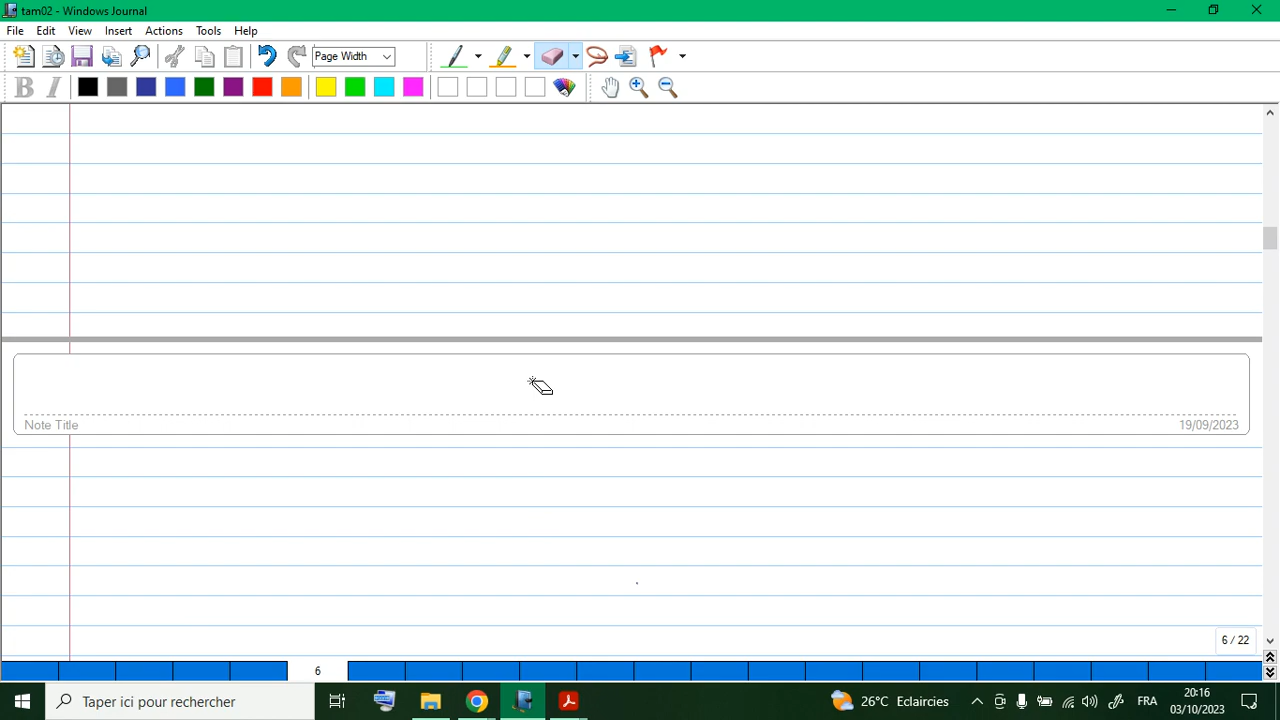 tam02 - Windows Journal
File Edit View Insert Actions Tools Help
Page Width
B I
Note Title 19/09/2023
6 / 22
6
Taper ici pour rechercher
26°C Eclaircies
FRA
20:16
03/10/2023